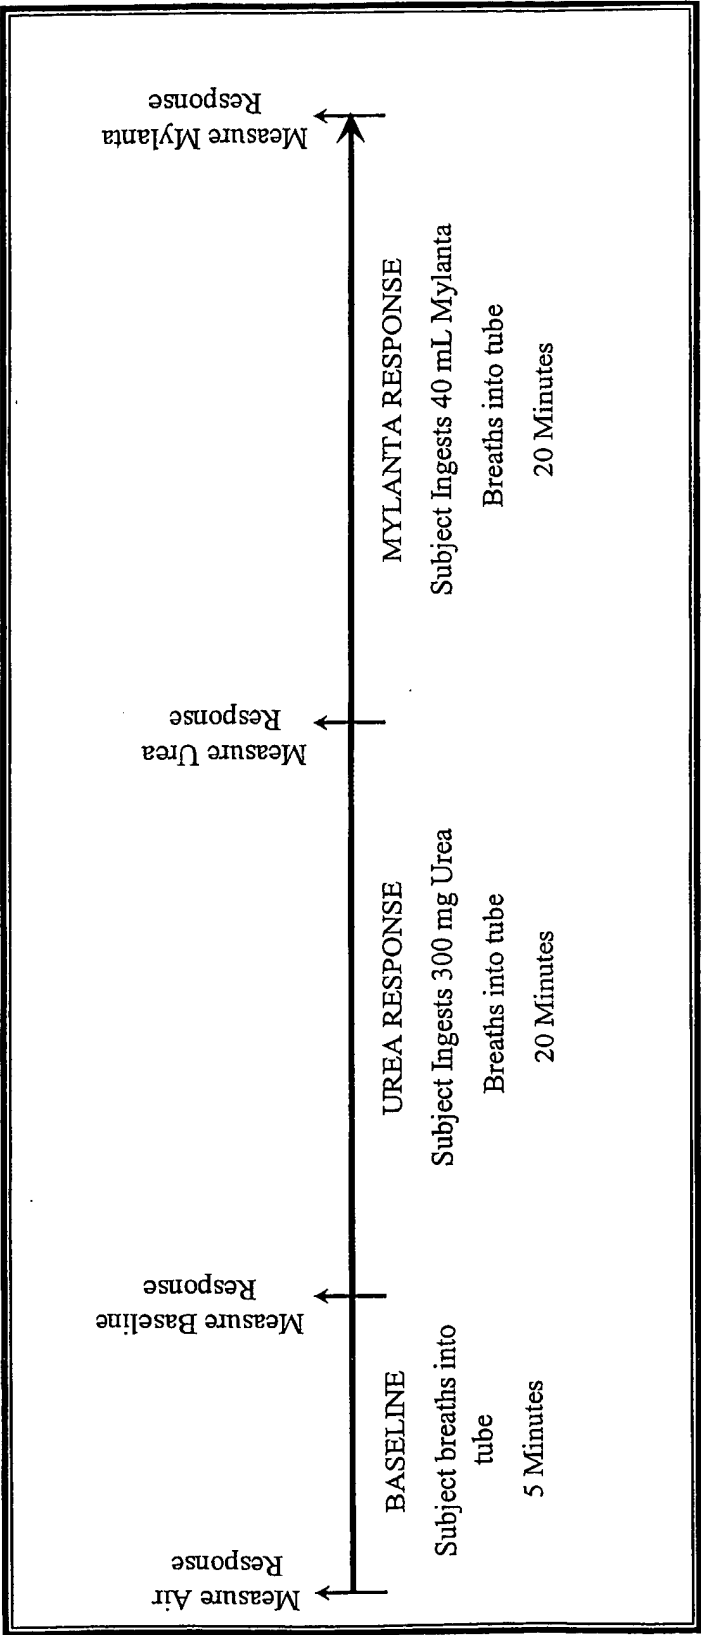 Measure Air
Response
Measure Baseline
Response
Measure Urea
Response
Measure Mylanta
Response
BASELINE
Subject breaths into
tube
5 Minutes
UREA RESPONSE
Subject Ingests 300 mg Urea
Breaths into tube
20 Minutes
MYLANTA RESPONSE
Subject Ingests 40 mL Mylanta
Breaths into tube
20 Minutes